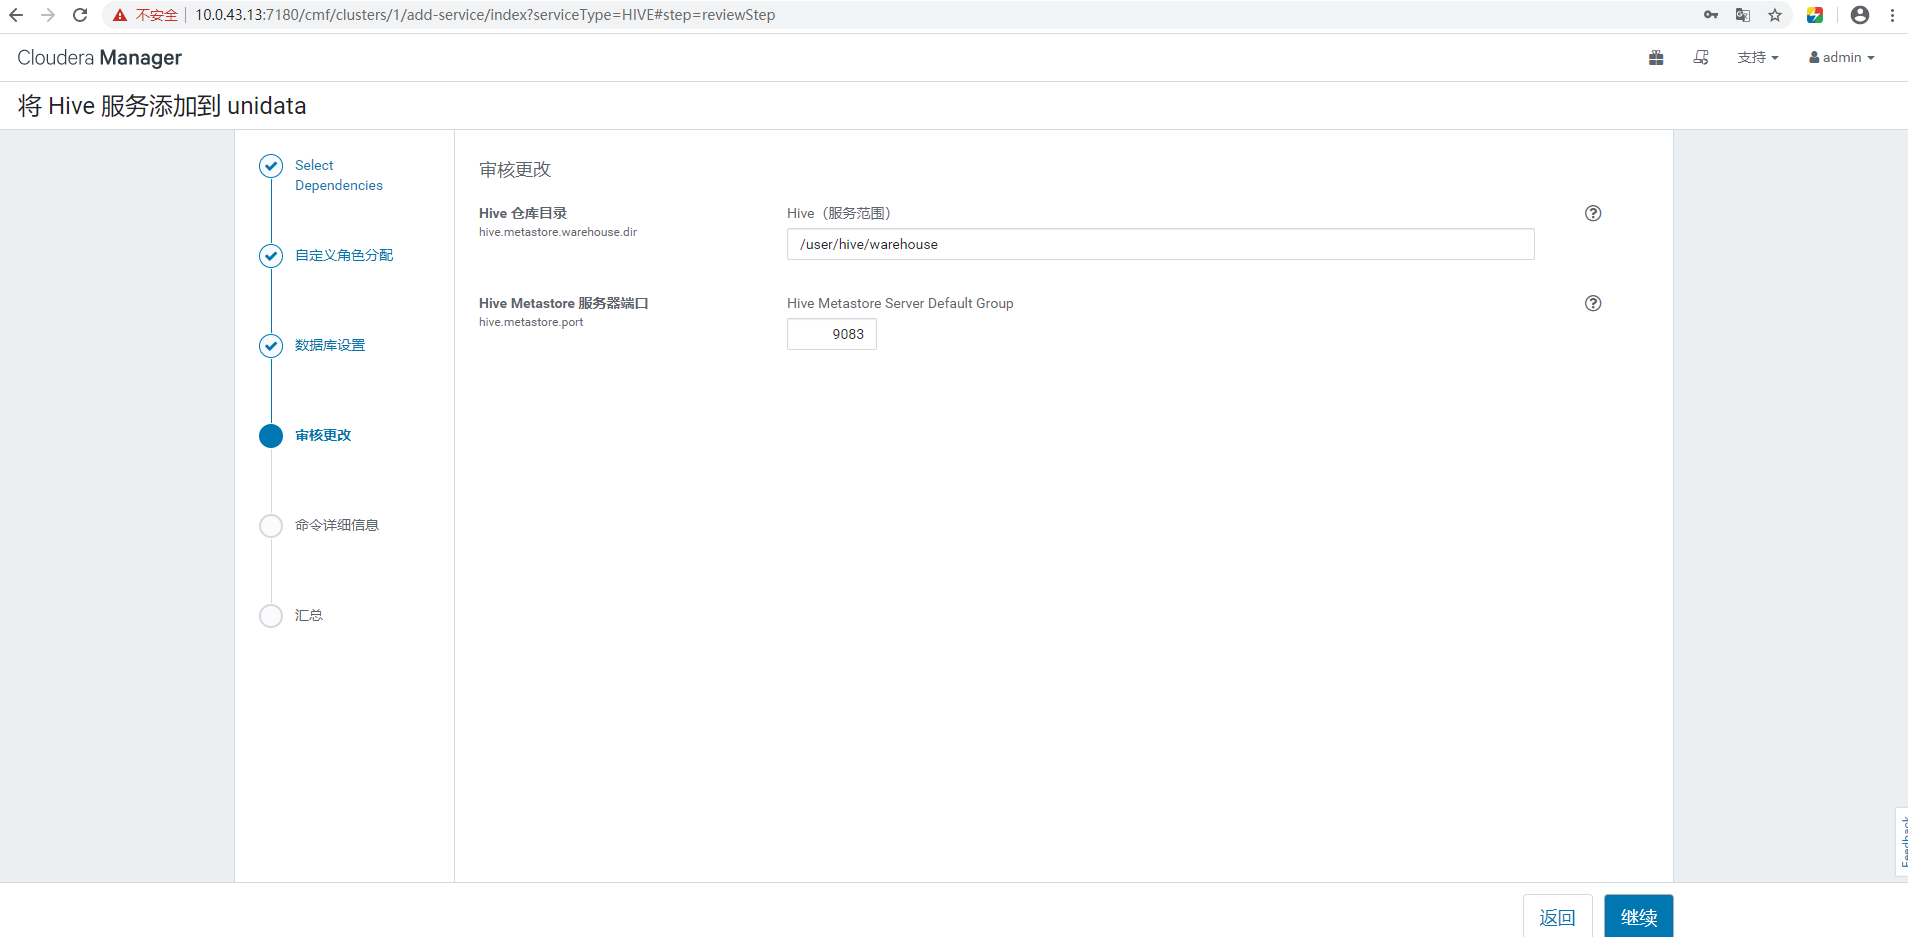 不安全 10.0.43.13:7180/cmf/clusters/1/add-service/index?serviceType=HIVE#step=reviewStep
Cloudera Manager
支持
admin
将 Hive 服务添加到 unidata
Select
Dependencies
自定义角色分配
数据库设置
审核更改
命令详细信息
汇总
审核更改
Hive 仓库目录
hive.metastore.warehouse.dir
Hive（服务范围）
/user/hive/warehouse
Hive Metastore 服务器端口
hive.metastore.port
Hive Metastore Server Default Group
9083
Feedback
返回
继续